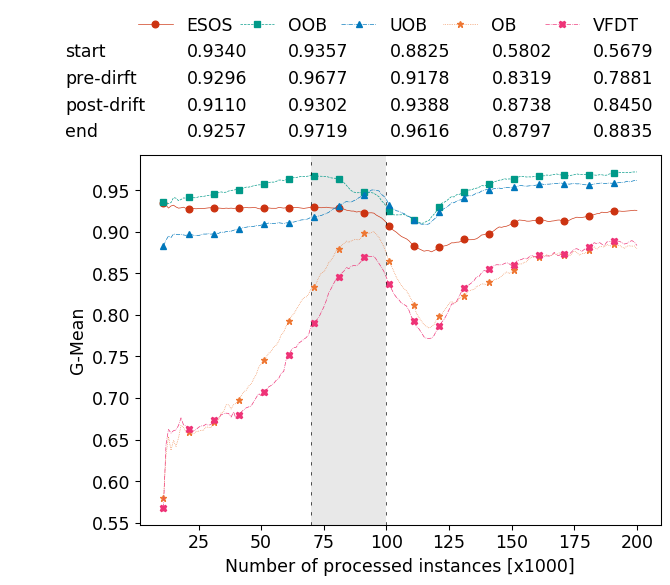 ESOS OOB UOB OB VFDT
start 0.9340 0.9357 0.8825 0.5802 0.5679
pre-dirft 0.9296 0.9677 0.9178 0.8319 0.7881
post-drift 0.9110 0.9302 0.9388 0.8738 0.8450
end 0.9257 0.9719 0.9616 0.8797 0.8835
0.95
0.90
0.85
0.80
0.75
0.70
0.65
0.60
0.55
G-Mean
25 50 75 100 125 150 175 200
Number of processed instances [x1000]